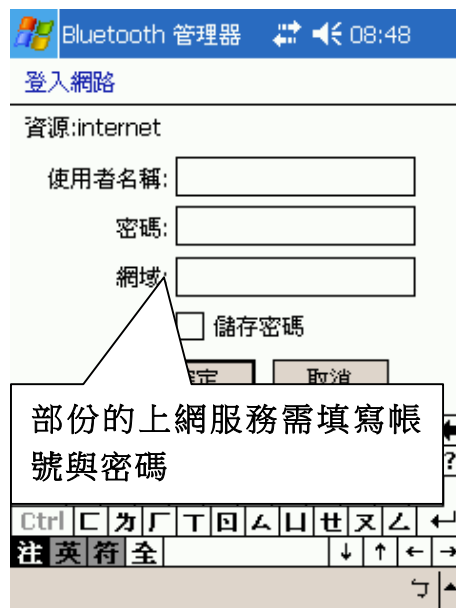 Bluetooth 管理器 08:48
登入網路
資源:internet
使用者名稱:
密碼:
網域:
儲存密碼
確定 取消
部份的上網服務需填寫帳
號與密碼
?
Ctrl ㄈ ㄌ ㄏ ㄒ ㄖ ㄙ ㄩ ㄝ ㄡ ㄥ ↵
注 英 符 全 ↓ ↑ ← →
ㄅ